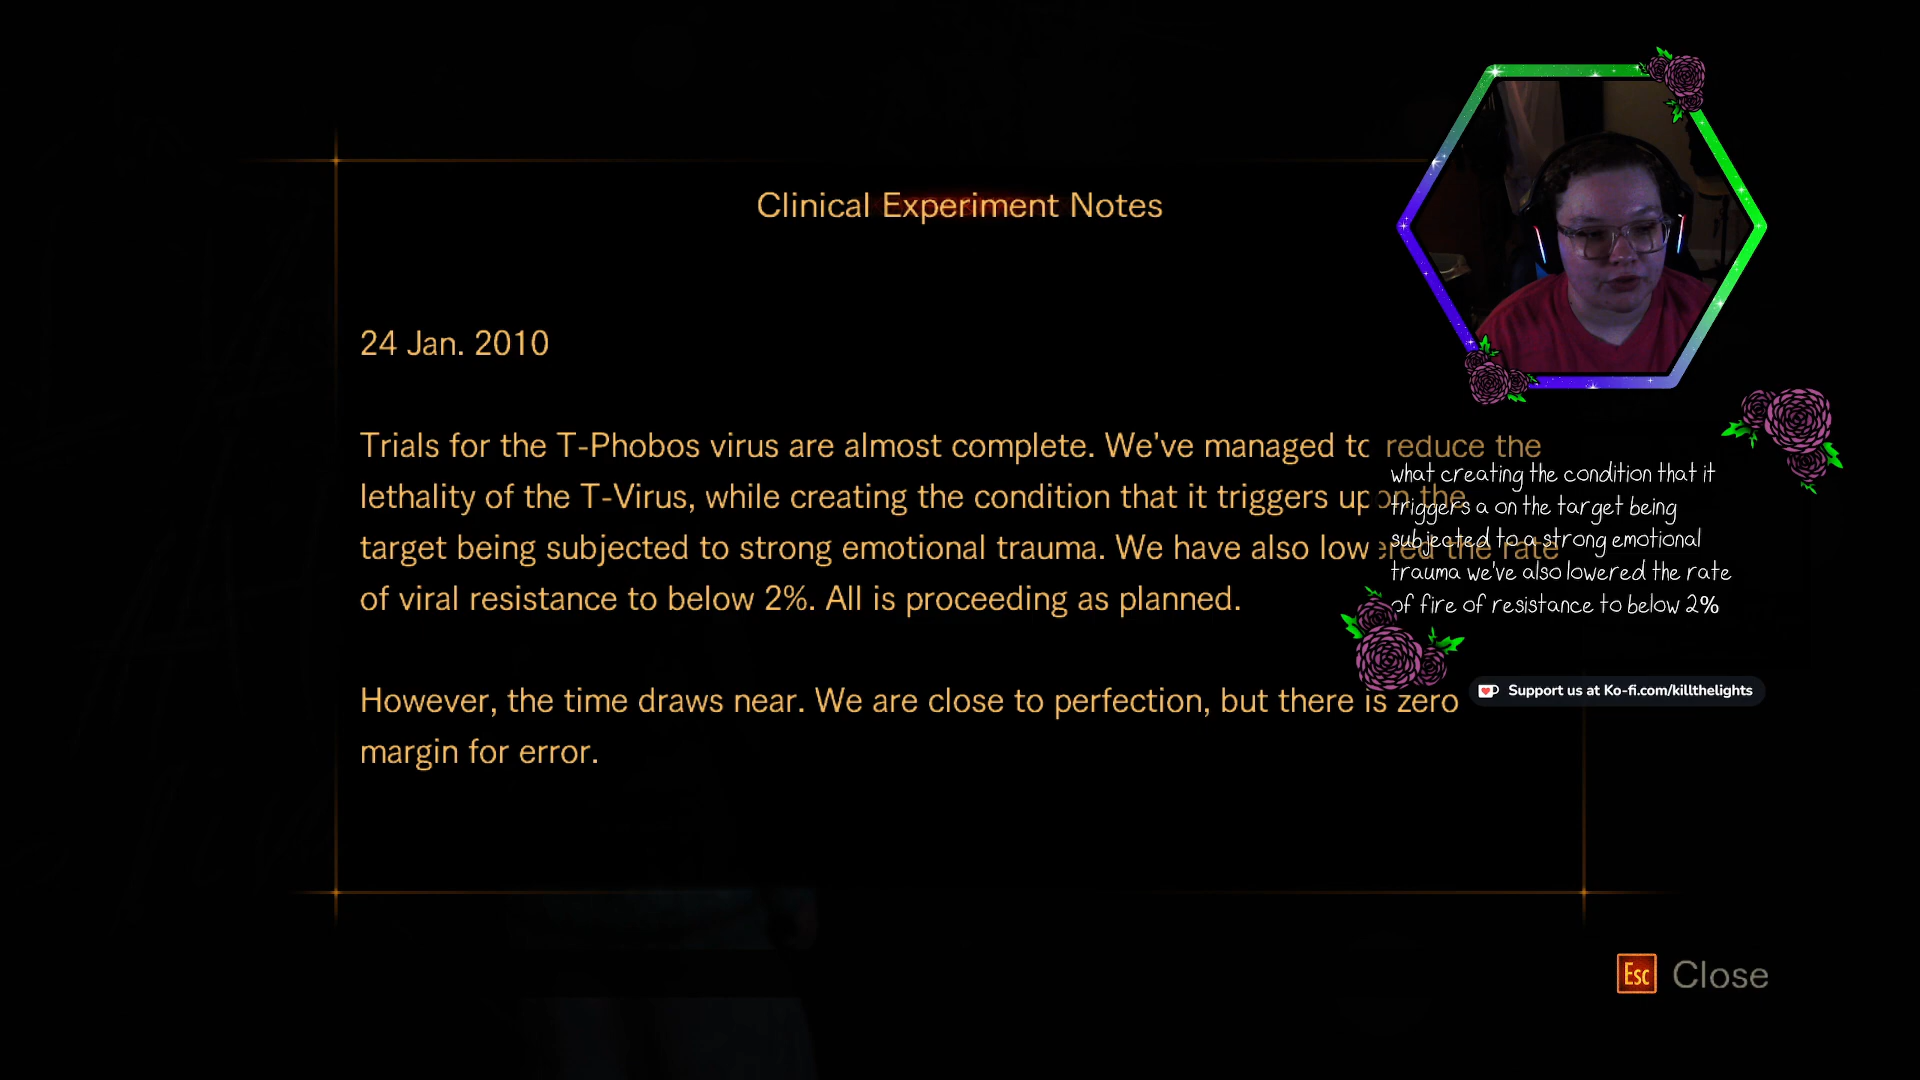 Clinical Experiment Notes
24 Jan. 2010
Trials for the T-Phobos virus are almost complete. We've managed to reduce the
lethality of the T-Virus, while creating the condition that it triggers upon the
target being subjected to strong emotional trauma. We have also lowered the rate
of viral resistance to below 2%. All is proceeding as planned.
However, the time draws near. We are close to perfection, but there is zero
margin for error.
what creating the condition that it
triggers a on the target being
subjected to a strong emotional
trauma we've also lowered the rate
of fire of resistance to below 2%
Support us at Ko-fi.com/killthelights
Esc Close